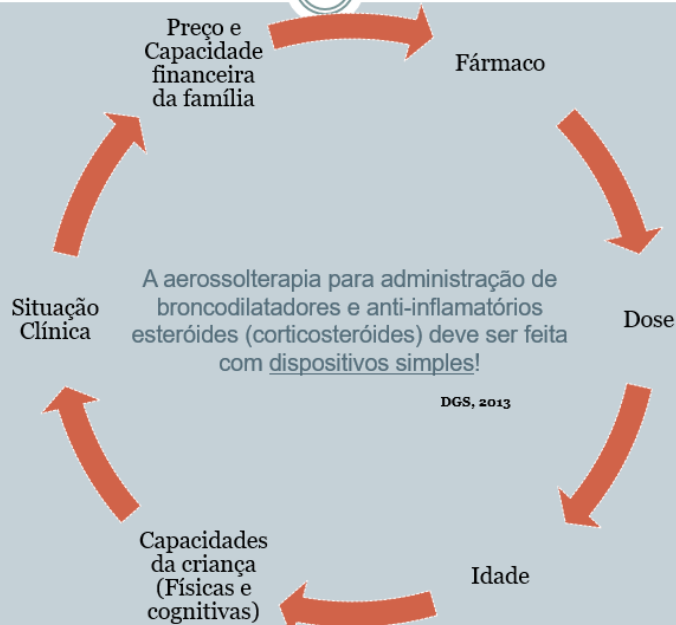 Preço e
Capacidade
financeira
da família
Fármaco
Dose
Idade
Capacidades
da criança
(Físicas e
cognitivas)
Situação
Clínica
A aerossolterapia para administração de
broncodilatadores e anti-inflamatórios
esteróides (corticosteróides) deve ser feita
com dispositivos simples!
DGS, 2013